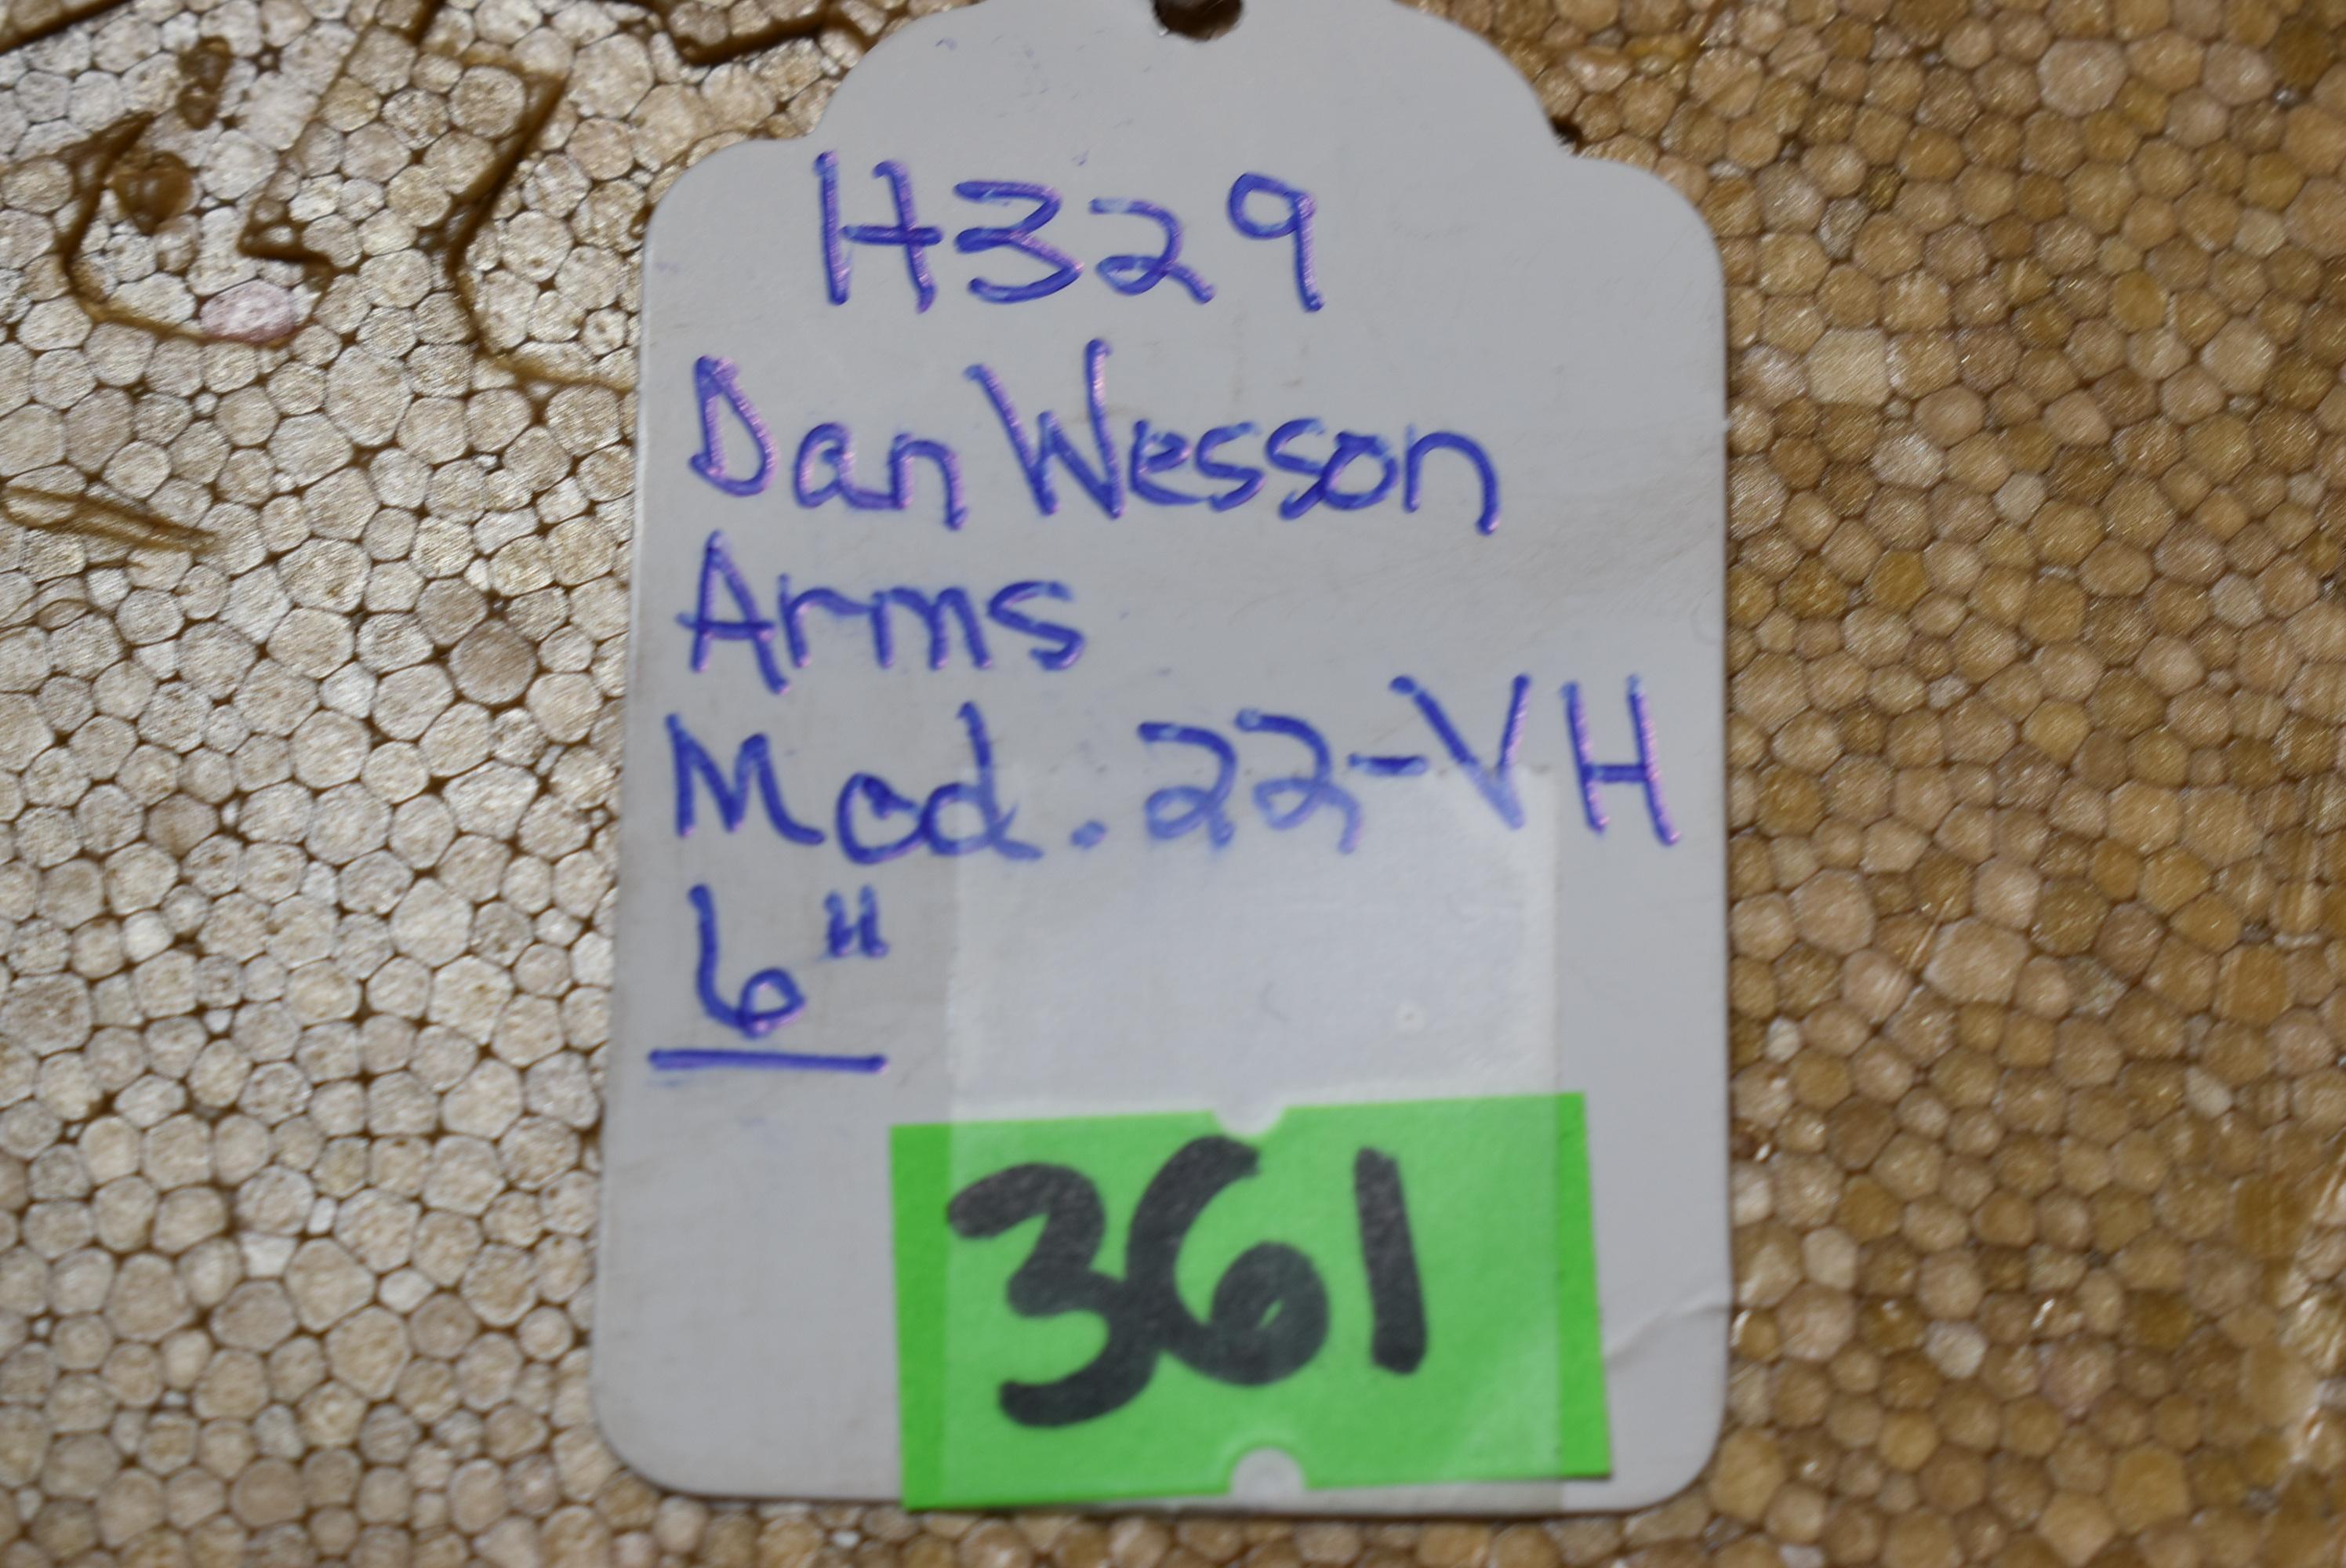 H329
Dan Wesson
Arms
Mod. 22-VH
6"
361